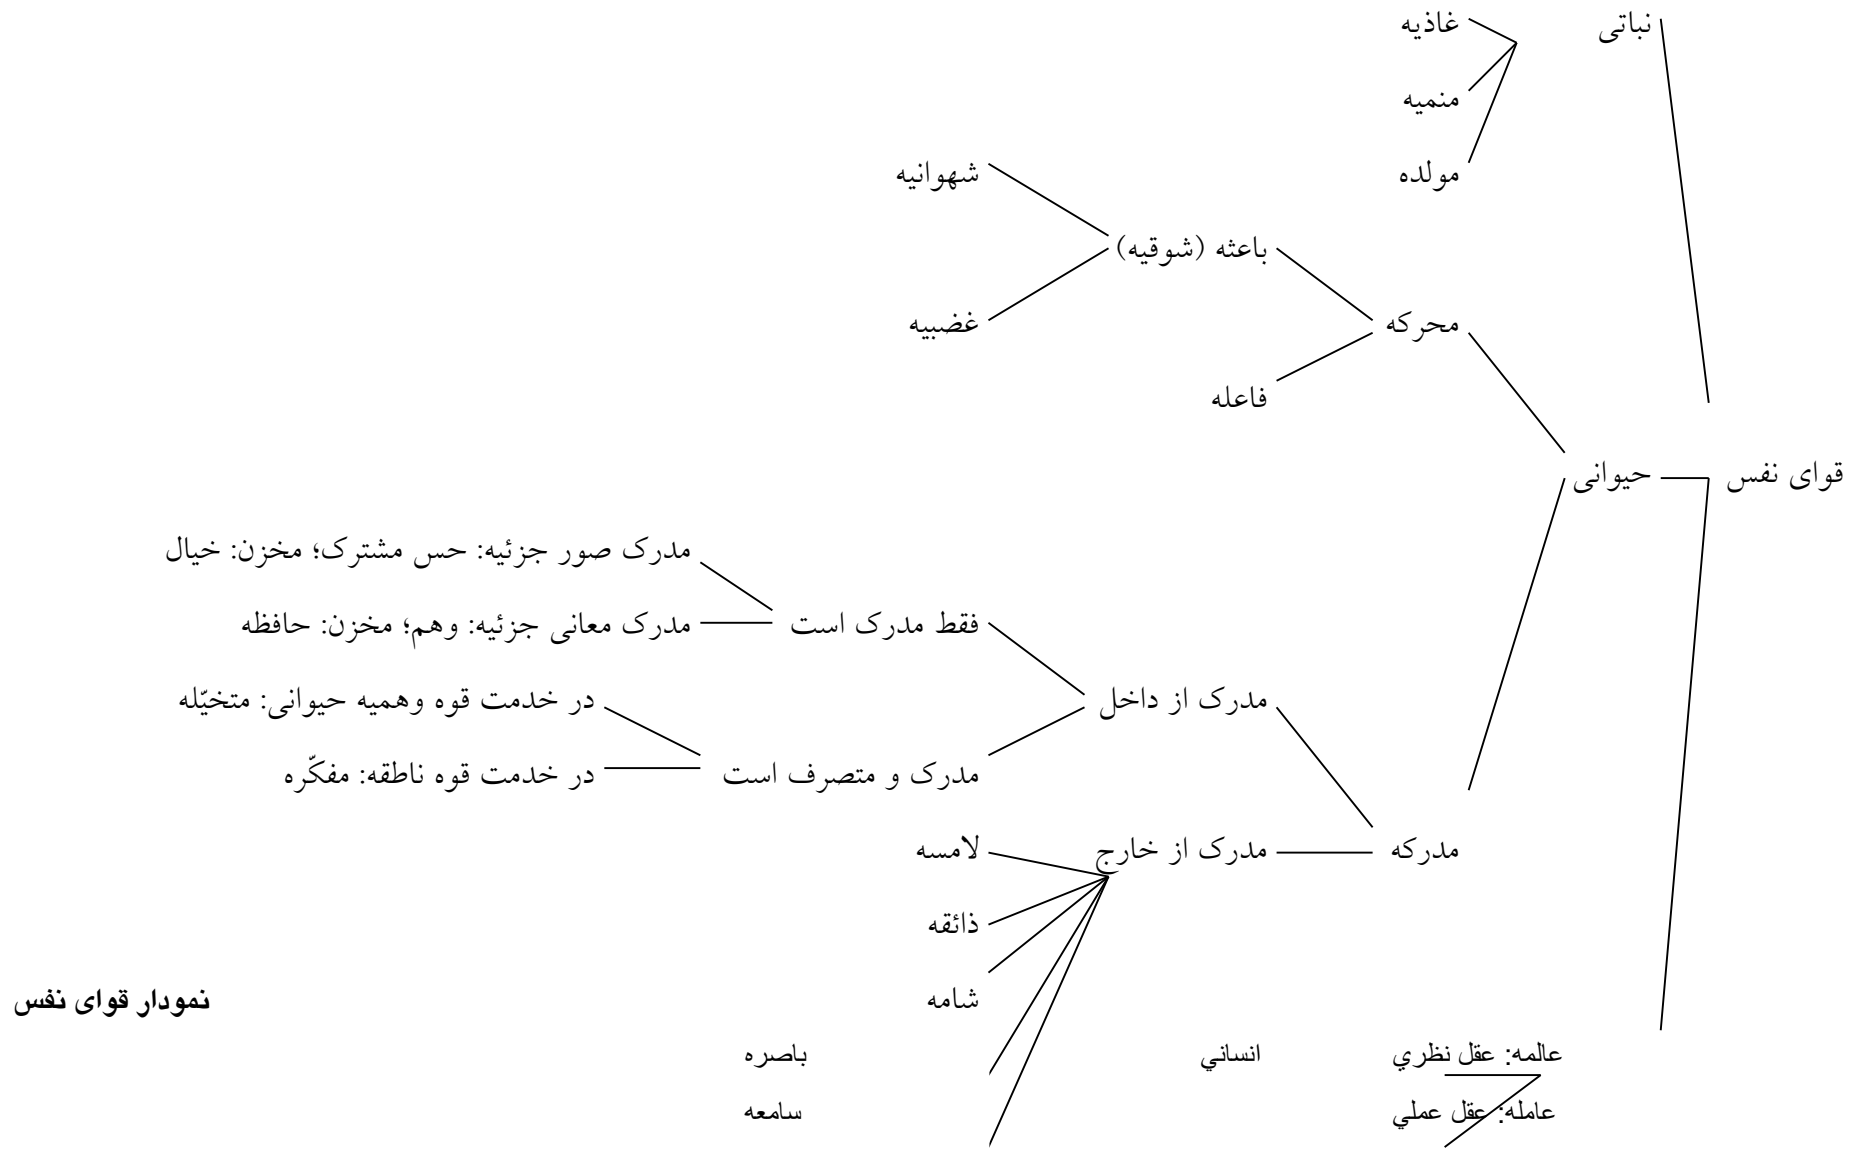 نباتی غاذیه
منمیه
مولده
شهوانیه
باعثه (شوقیه)
محرکه غضبیه
فاعله
قوای نفس حیوانی
مدرک صور جزئیه: حس مشترک؛ مخزن: خیال
فقط مدرک است مدرک معانی جزئیه: وهم؛ مخزن: حافظه
مدرک از داخل در خدمت قوه وهمیه حیوانی: متخیّله
مدرک و متصرف است در خدمت قوه ناطقه: مفکّره
مدرکه مدرک از خارج لامسه
ذائقه
شامه نمودار قوای نفس
عالمه: عقل نظري انساني باصره
عامله: عقل عملي سامعه